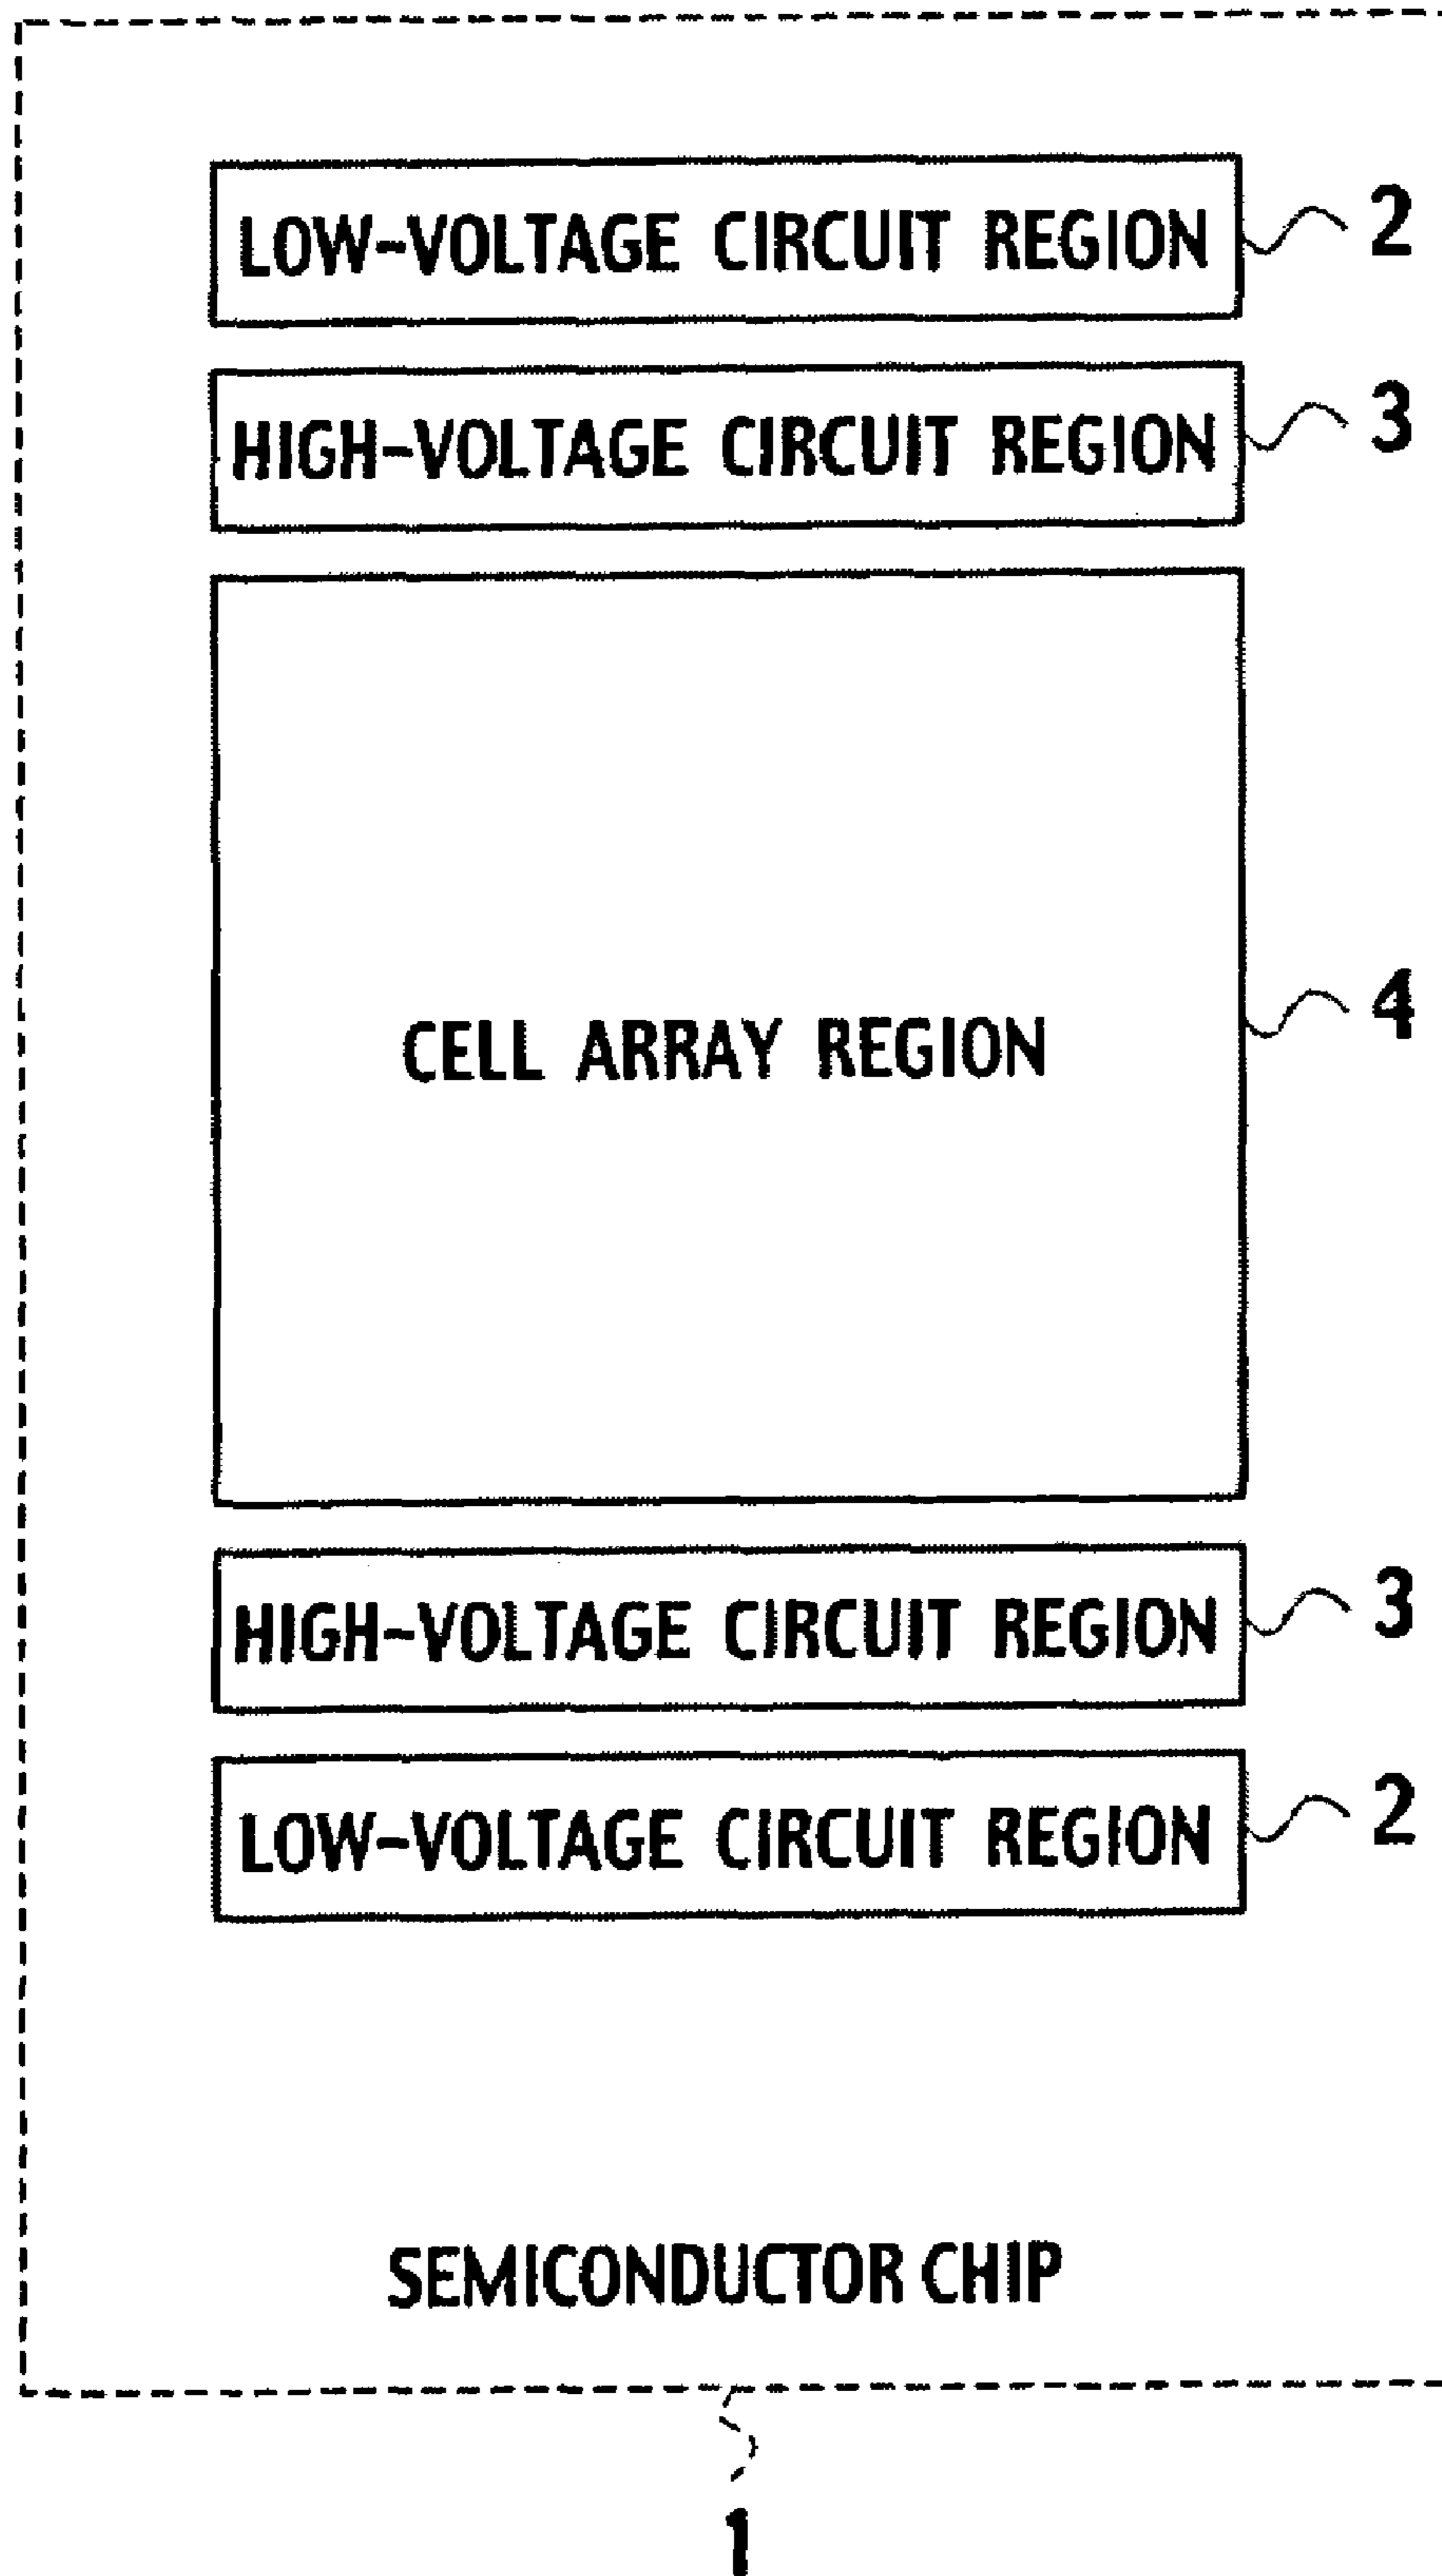 LOW-VOLTAGE CIRCUIT REGION 2
HIGH-VOLTAGE CIRCUIT REGION 3
CELL ARRAY REGION 4
HIGH-VOLTAGE CIRCUIT REGION 3
LOW-VOLTAGE CIRCUIT REGION 2
SEMICONDUCTOR CHIP
1